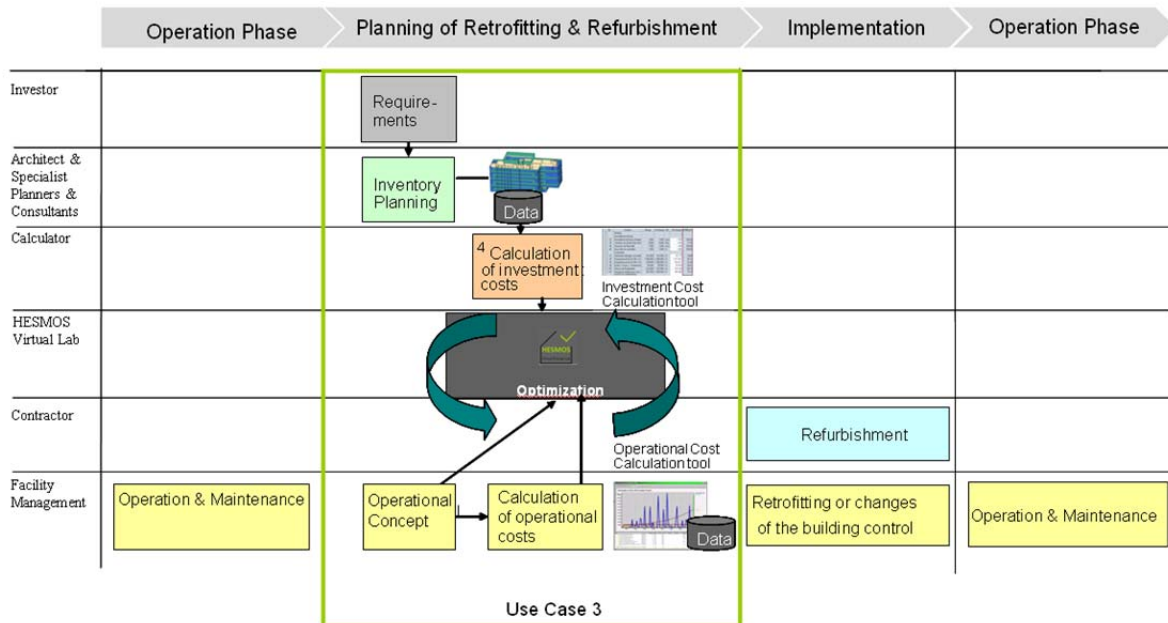 Operation Phase
Planning of Retrofitting & Refurbishment
Implementation
Operation Phase
Investor
Require-
ments
Architect &
Specialist
Planners &
Consultants
Inventory
Planning
Data
Calculator
4 Calculation
of investment
costs
Investment Cost
Calculation tool
HESMOS
Virtual Lab
HESMOS
Optimization
Contractor
Refurbishment
Operational Cost
Calculation tool
Facility
Management
Operation & Maintenance
Operational
Concept
Calculation
of operational
costs
Data
Retrofitting or changes
of the building control
Operation & Maintenance
Use Case 3